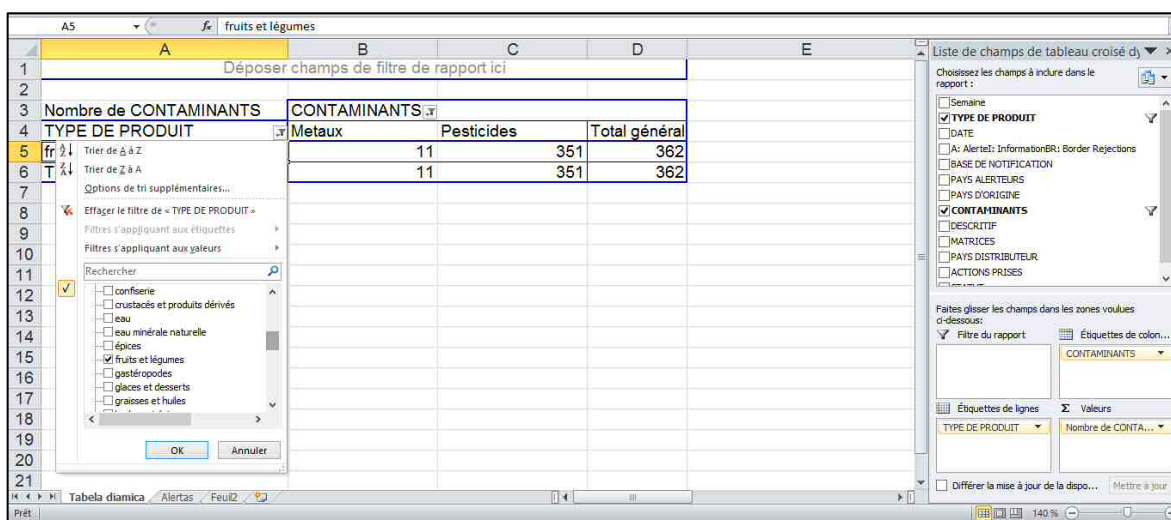 A5 fx fruits et légumes
A B C D E
1 Déposer champs de filtre de rapport ici
2
3 Nombre de CONTAMINANTS CONTAMINANTS
4 TYPE DE PRODUIT Metaux Pesticides Total général
5 fr 11 351 362
6 T 11 351 362
7
8
9
10
11
12
13
14
15
16
17
18
19
20
21
Trier de A à Z
Trier de Z à A
Options de tri supplémentaires...
Effacer le filtre de « TYPE DE PRODUIT »
Filtres s'appliquant aux étiquettes
Filtres s'appliquant aux valeurs
Rechercher
confiserie
crustacés et produits dérivés
eau
eau minérale naturelle
épices
fruits et légumes
gastéropodes
glaces et desserts
graisses et huiles
OK Annuler
Tabela diamica Alertas Feuil2
Prêt 140 %
Liste de champs de tableau croisé dy
Choisissez les champs à inclure dans le
rapport :
Semaine
TYPE DE PRODUIT
DATE
A: AlerteI: InformationBR: Border Rejections
BASE DE NOTIFICATION
PAYS ALERTEURS
PAYS D'ORIGINE
CONTAMINANTS
DESCRITIF
MATRICES
PAYS DISTRIBUTEUR
ACTIONS PRISES
Faites glisser les champs dans les zones voulues
ci-dessous:
Filtre du rapport Étiquettes de colon...
CONTAMINANTS
Étiquettes de lignes Σ Valeurs
TYPE DE PRODUIT Nombre de CONTA...
Différer la mise à jour de la dispo... Mettre à jour